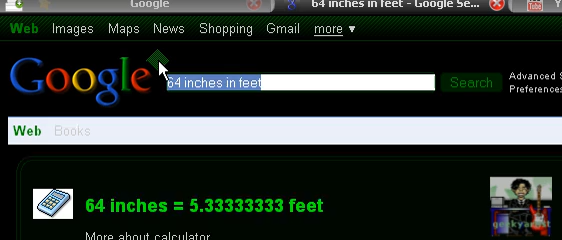 Google
64 inches in feet - Google Se...
Web Images Maps News Shopping Gmail more ▼
Google
64 inches in feet
Search
Advanced S
Preferences
Web Books
64 inches = 5.33333333 feet
More about calculator